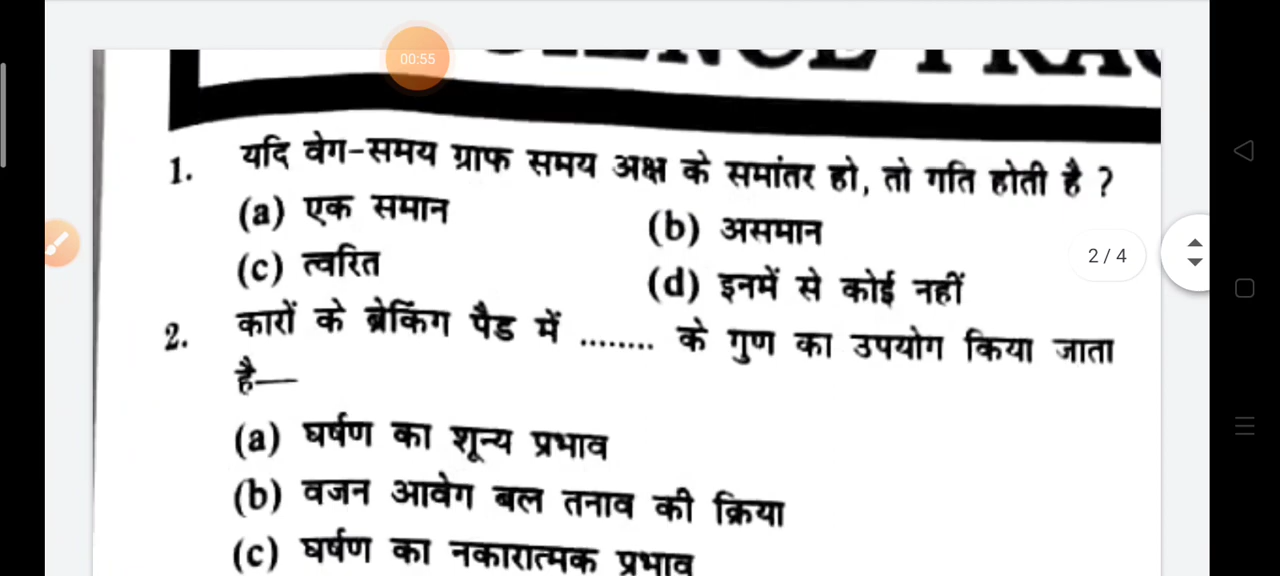 00:55
1. यदि वेग-समय ग्राफ समय अक्ष के समांतर हो, तो गति होती है ?
(a) एक समान (b) असमान
(c) त्वरित (d) इनमें से कोई नहीं
2 / 4
2. कारों के ब्रेकिंग पैड में ........ के गुण का उपयोग किया जाता
है—
(a) घर्षण का शून्य प्रभाव
(b) वजन आवेग बल तनाव की क्रिया
(c) घर्षण का नकारात्मक प्रभाव